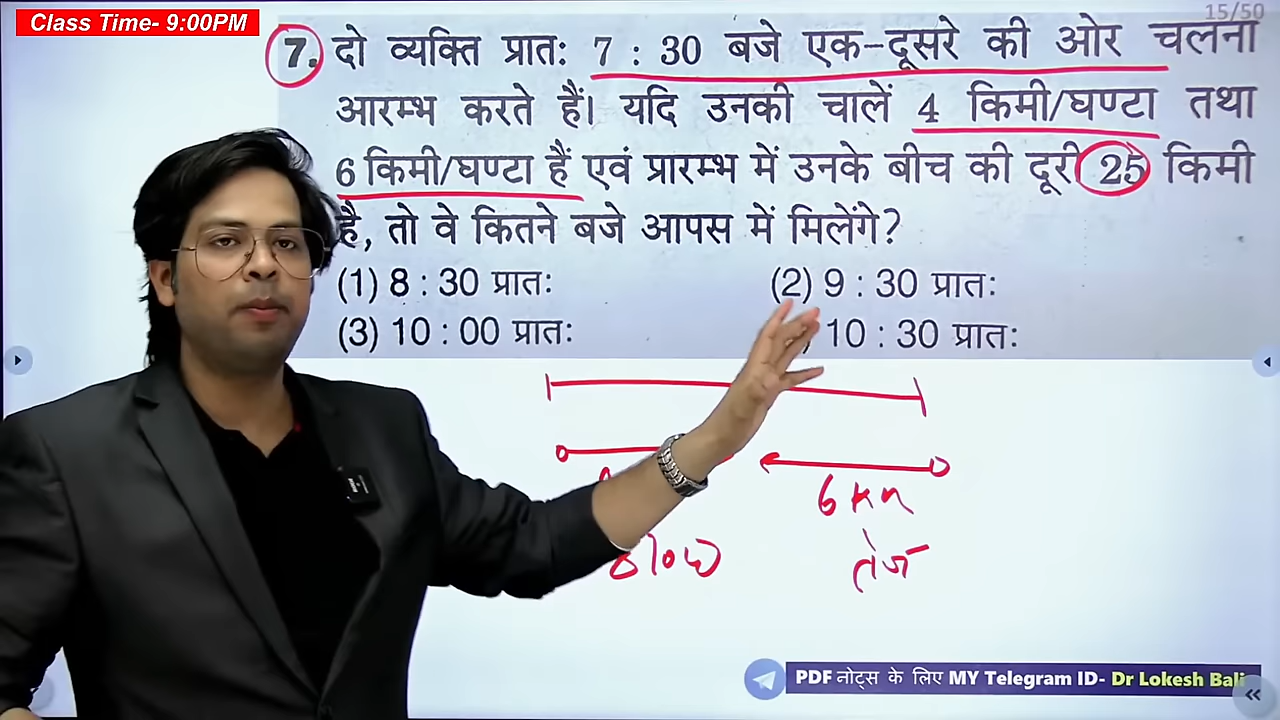 Class Time- 9:00PM
15/50
7. दो व्यक्ति प्रातः 7 : 30 बजे एक-दूसरे की ओर चलना
आरम्भ करते हैं। यदि उनकी चालें 4 किमी/घण्टा तथा
6 किमी/घण्टा हैं एवं प्रारम्भ में उनके बीच की दूरी 25 किमी
है, तो वे कितने बजे आपस में मिलेंगे?
(1) 8 : 30 प्रातः (2) 9 : 30 प्रातः
(3) 10 : 00 प्रातः ) 10 : 30 प्रातः
6 km
slow तेज
PDF नोट्स के लिए MY Telegram ID- Dr Lokesh Bali